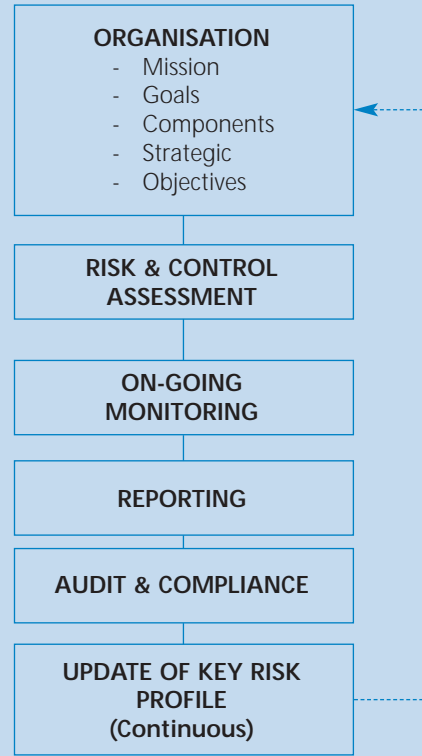 ORGANISATION
- Mission
- Goals
- Components
- Strategic
- Objectives
RISK & CONTROL
ASSESSMENT
ON-GOING
MONITORING
REPORTING
AUDIT & COMPLIANCE
UPDATE OF KEY RISK
PROFILE
(Continuous)